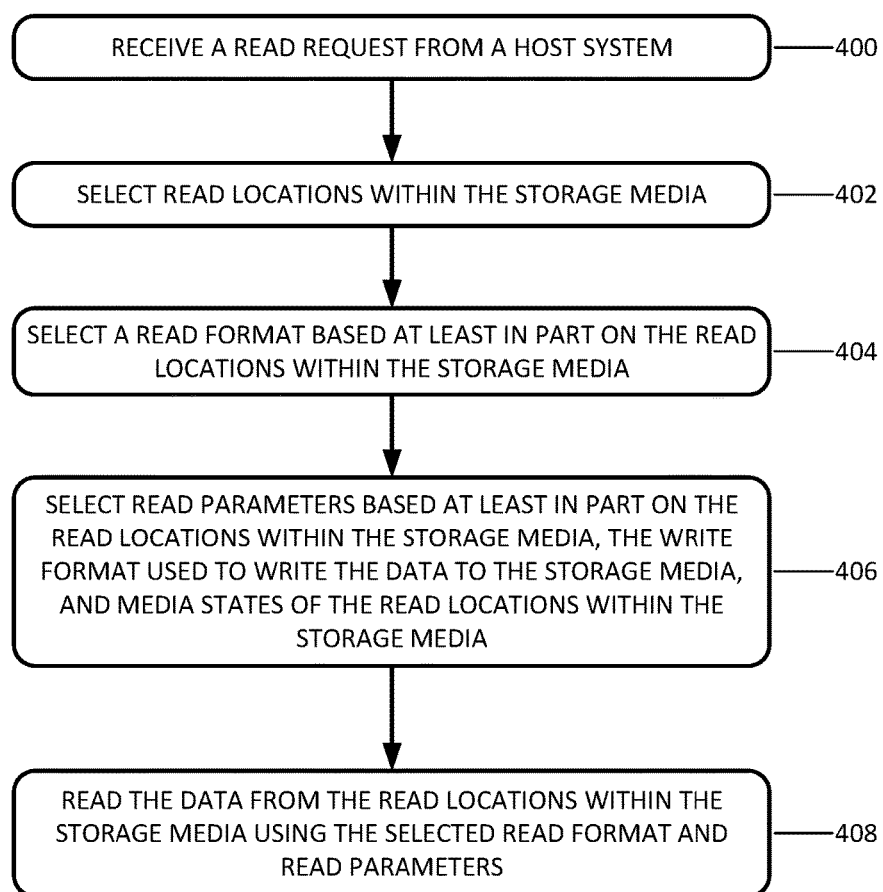 RECEIVE A READ REQUEST FROM A HOST SYSTEM
400
SELECT READ LOCATIONS WITHIN THE STORAGE MEDIA
402
SELECT A READ FORMAT BASED AT LEAST IN PART ON THE READ
LOCATIONS WITHIN THE STORAGE MEDIA
404
SELECT READ PARAMETERS BASED AT LEAST IN PART ON THE
READ LOCATIONS WITHIN THE STORAGE MEDIA, THE WRITE
FORMAT USED TO WRITE THE DATA TO THE STORAGE MEDIA,
AND MEDIA STATES OF THE READ LOCATIONS WITHIN THE
STORAGE MEDIA
406
READ THE DATA FROM THE READ LOCATIONS WITHIN THE
STORAGE MEDIA USING THE SELECTED READ FORMAT AND
READ PARAMETERS
408